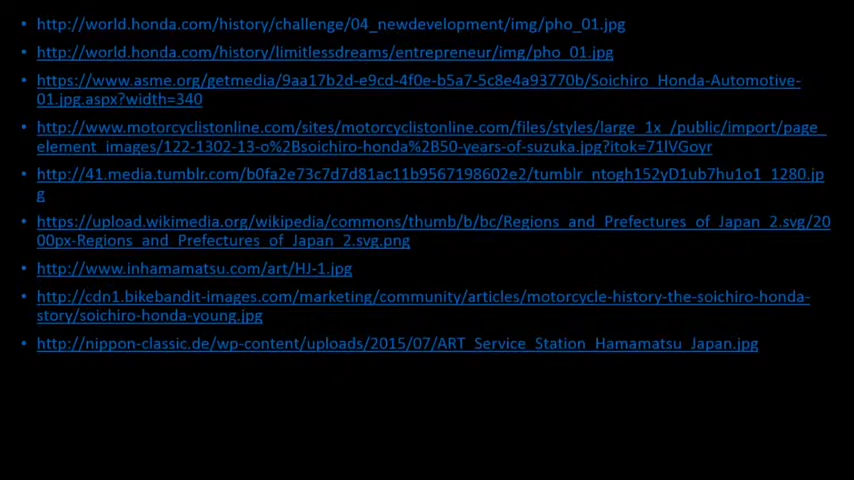 • http://world.honda.com/history/challenge/04_newdevelopment/img/pho_01.jpg
• http://world.honda.com/history/limitlessdreams/entrepreneur/img/pho_01.jpg
• https://www.asme.org/getmedia/9aa17b2d-e9cd-4f0e-b5a7-5c8e4a93770b/Soichiro_Honda-Automotive-
01.jpg.aspx?width=340
• http://www.motorcyclistonline.com/sites/motorcyclistonline.com/files/styles/large_1x_/public/import/page_
element_images/122-1302-13-o%2Bsoichiro-honda%2B50-years-of-suzuka.jpg?itok=71lVGoyr
• http://41.media.tumblr.com/b0fa2e73c7d7d81ac11b9567198602e2/tumblr_ntogh152yD1ub7hu1o1_1280.jp
g
• https://upload.wikimedia.org/wikipedia/commons/thumb/b/bc/Regions_and_Prefectures_of_Japan_2.svg/20
00px-Regions_and_Prefectures_of_Japan_2.svg.png
• http://www.inhamamatsu.com/art/HJ-1.jpg
• http://cdn1.bikebandit-images.com/marketing/community/articles/motorcycle-history-the-soichiro-honda-
story/soichiro-honda-young.jpg
• http://nippon-classic.de/wp-content/uploads/2015/07/ART_Service_Station_Hamamatsu_Japan.jpg